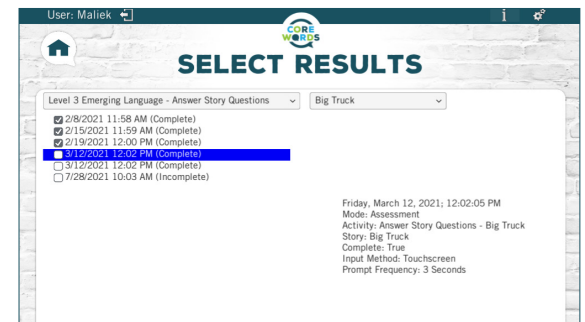 User: Maliek
i
CORE
WORDS
SELECT RESULTS
Level 3 Emerging Language - Answer Story Questions
Big Truck
2/8/2021 11:58 AM (Complete)
2/15/2021 11:59 AM (Complete)
2/19/2021 12:00 PM (Complete)
3/12/2021 12:02 PM (Complete)
3/12/2021 12:02 PM (Complete)
7/28/2021 10:03 AM (Incomplete)
Friday, March 12, 2021; 12:02:05 PM
Mode: Assessment
Activity: Answer Story Questions - Big Truck
Story: Big Truck
Complete: True
Input Method: Touchscreen
Prompt Frequency: 3 Seconds